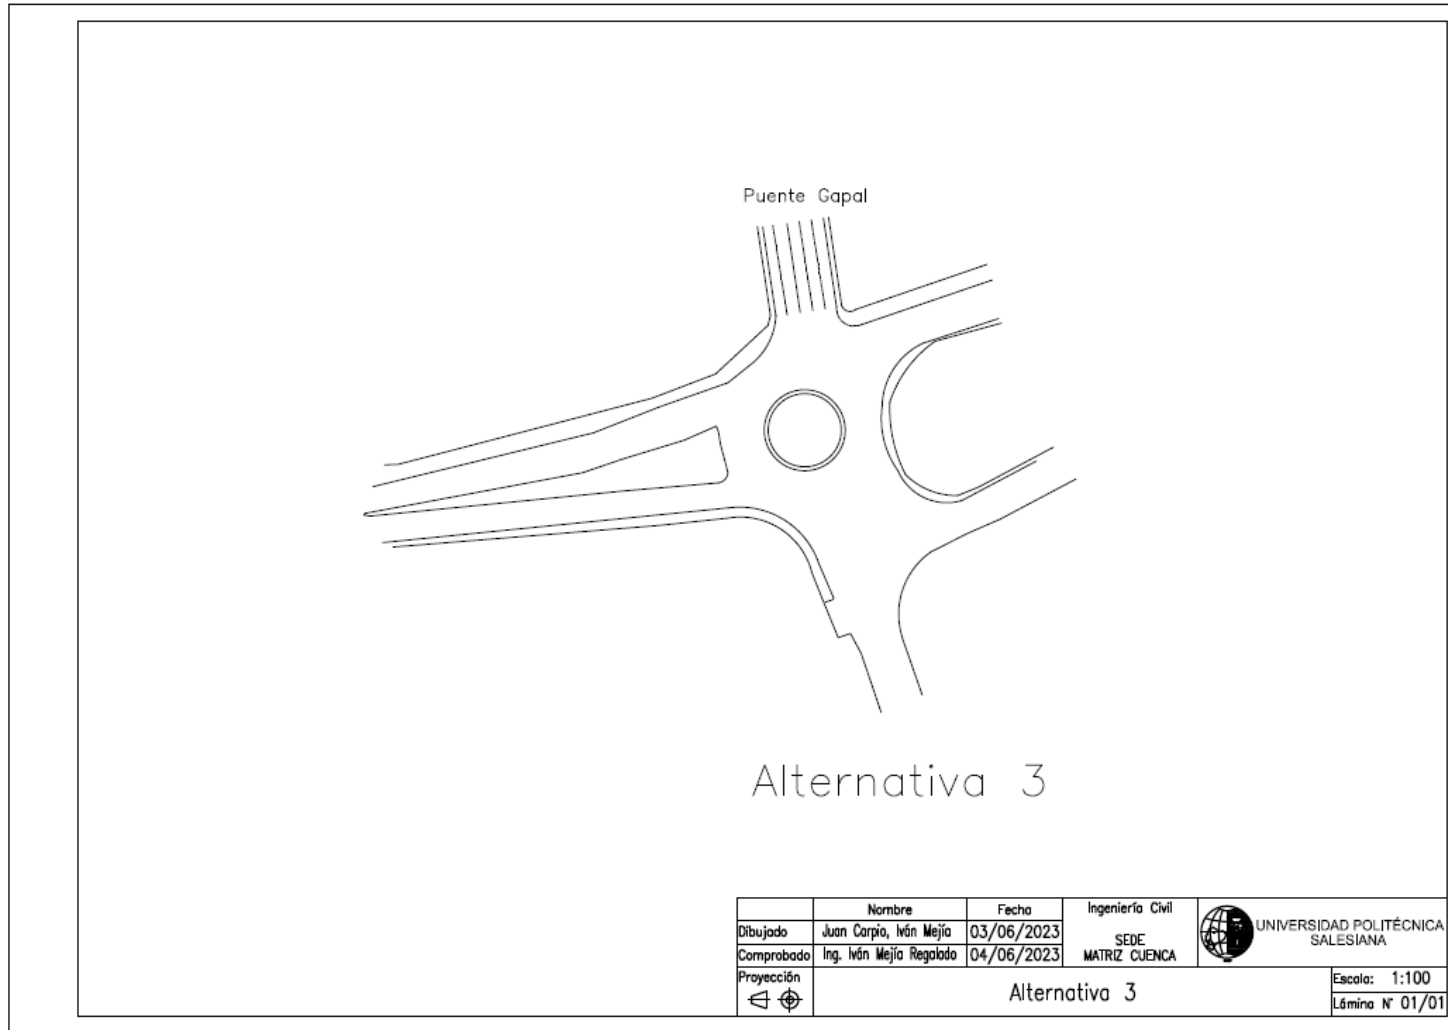 Puente Gapal
Alternativa 3
Nombre Fecha Ingeniería Civil
Dibujado Juan Carpio, Iván Mejía 03/06/2023 SEDE
Comprobado Ing. Iván Mejía Regalado 04/06/2023 MATRIZ CUENCA
UNIVERSIDAD POLITÉCNICA
SALESIANA
Proyección
Alternativa 3
Escala: 1:100
Lámina N° 01/01